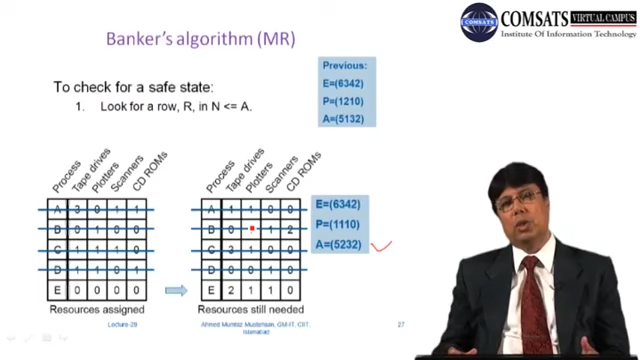 Banker's algorithm (MR)
COMSATS VIRTUAL CAMPUS
Institute Of Information Technology
Previous:
E=(6342)
P=(1210)
A=(5132)
To check for a safe state:
1. Look for a row, R, in N <= A.
Process Tape drives Plotters Scanners CD ROMs
A 3 0 1 1
B 0 1 0 0
C 1 1 1 0
D 1 1 0 1
E 0 0 0 0
Resources assigned
Process Tape drives Plotters Scanners CD ROMs
A 1 1 0 0
B 0 1 2
C 3 1 0 0
D 0 0 1 0
E 2 1 1 0
Resources still needed
E=(6342)
P=(1110)
A=(5232)
Lecture-29
Ahmed Mumtaz Mustehsan, GM-IT, CIIT,
Islamabad
27